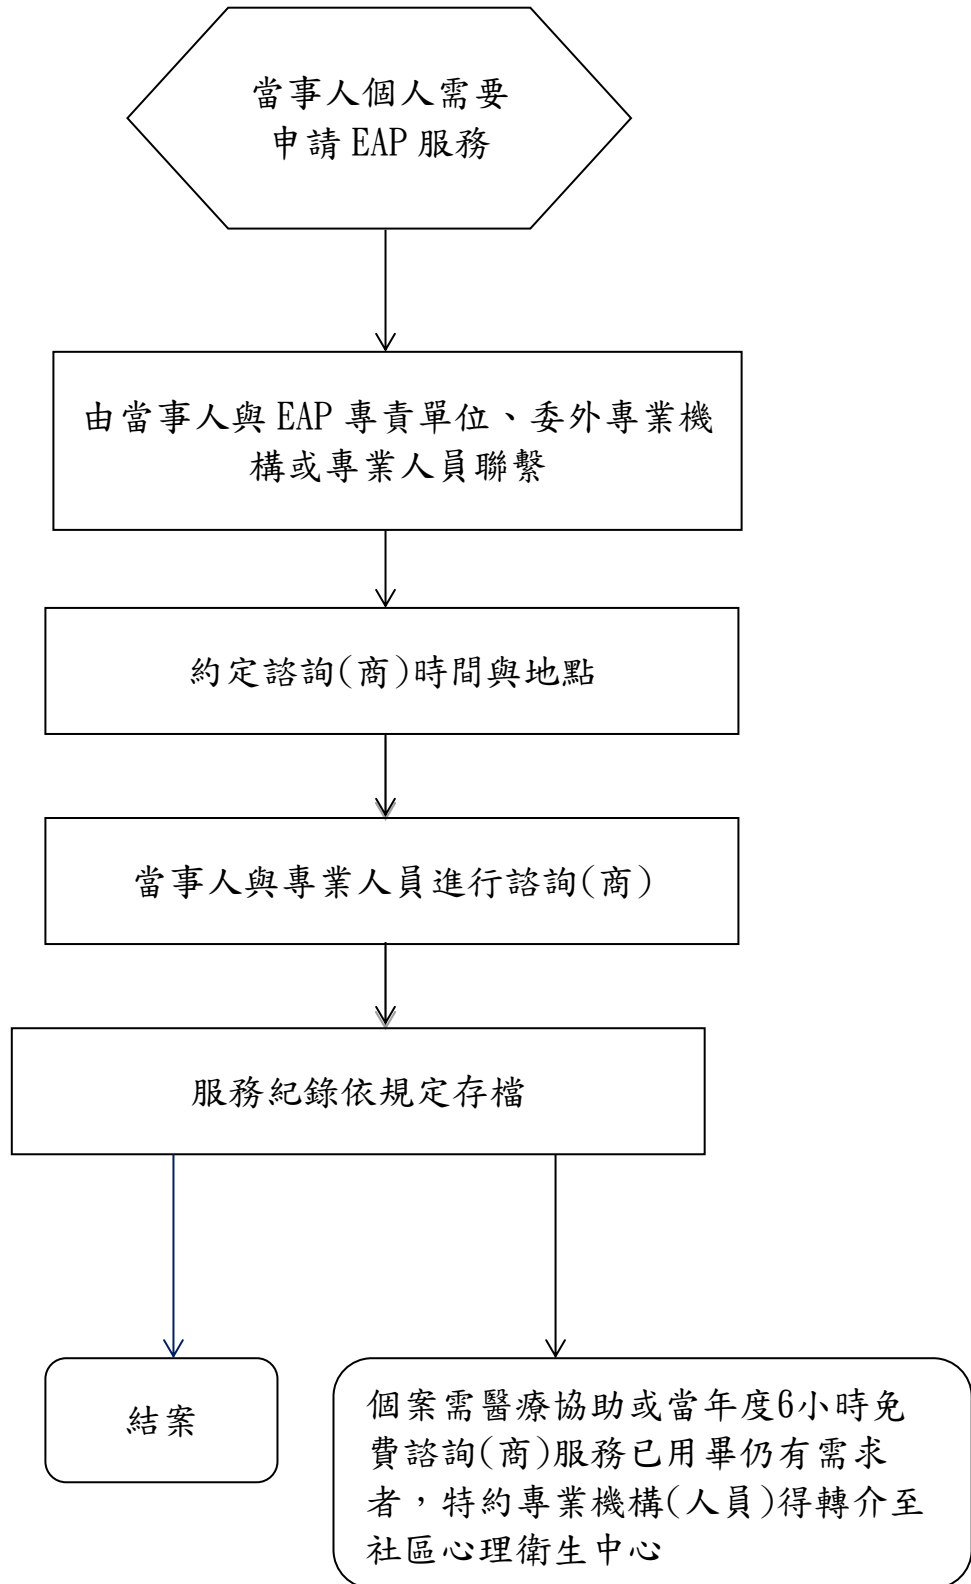 當事人個人需要
申請 EAP 服務
由當事人與 EAP 專責單位、委外專業機
構或專業人員聯繫
約定諮詢(商)時間與地點
當事人與專業人員進行諮詢(商)
服務紀錄依規定存檔
結案
個案需醫療協助或當年度6小時免
費諮詢(商)服務已用畢仍有需求
者，特約專業機構(人員)得轉介至
社區心理衛生中心